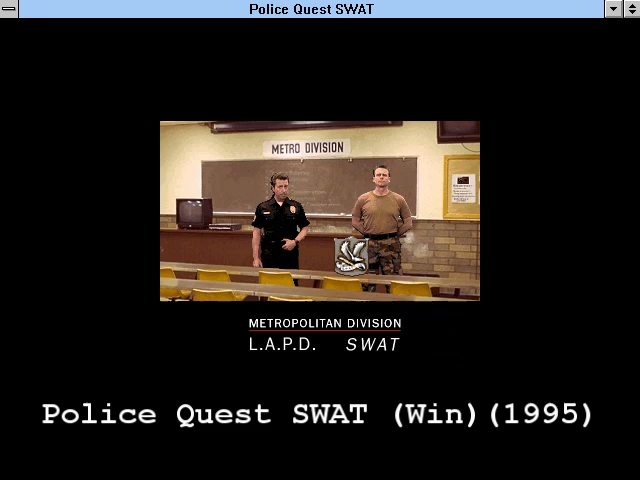 Police Quest SWAT
METRO DIVISION
METROPOLITAN DIVISION
L.A.P.D. SWAT
Police Quest SWAT (Win)(1995)